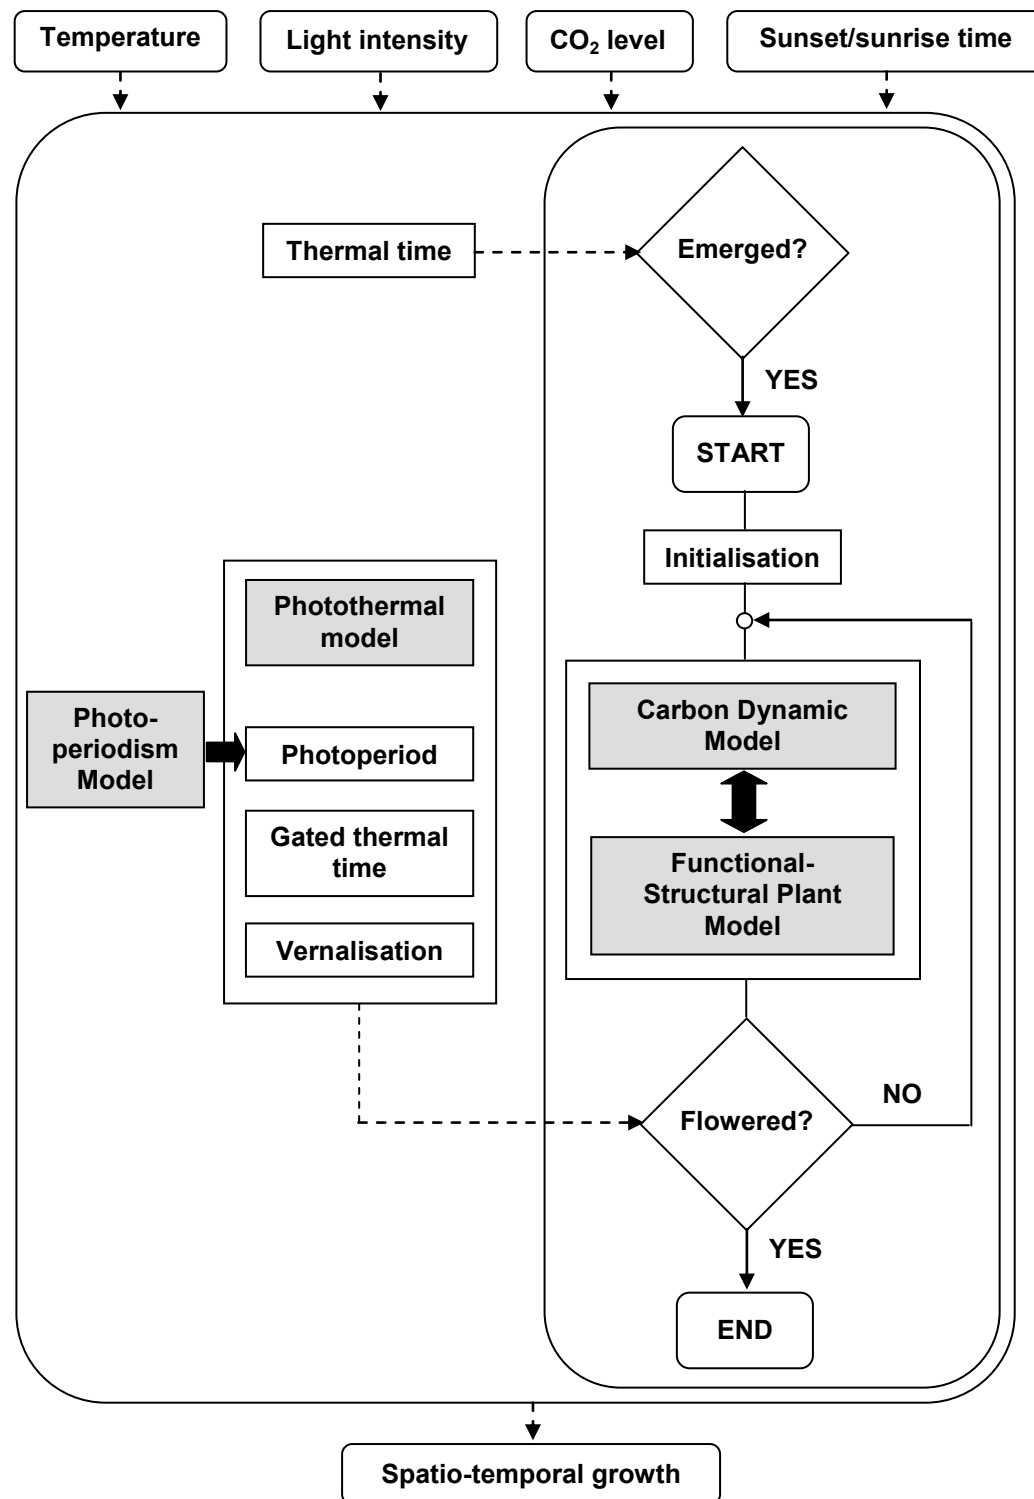 Temperature
Light intensity
CO₂ level
Sunset/sunrise time
Thermal time
Emerged?
YES
START
Initialisation
Photothermal
model
Photo-
periodism
Model
Photoperiod
Gated thermal
time
Vernalisation
Carbon Dynamic
Model
Functional-
Structural Plant
Model
Flowered?
NO
YES
END
Spatio-temporal growth